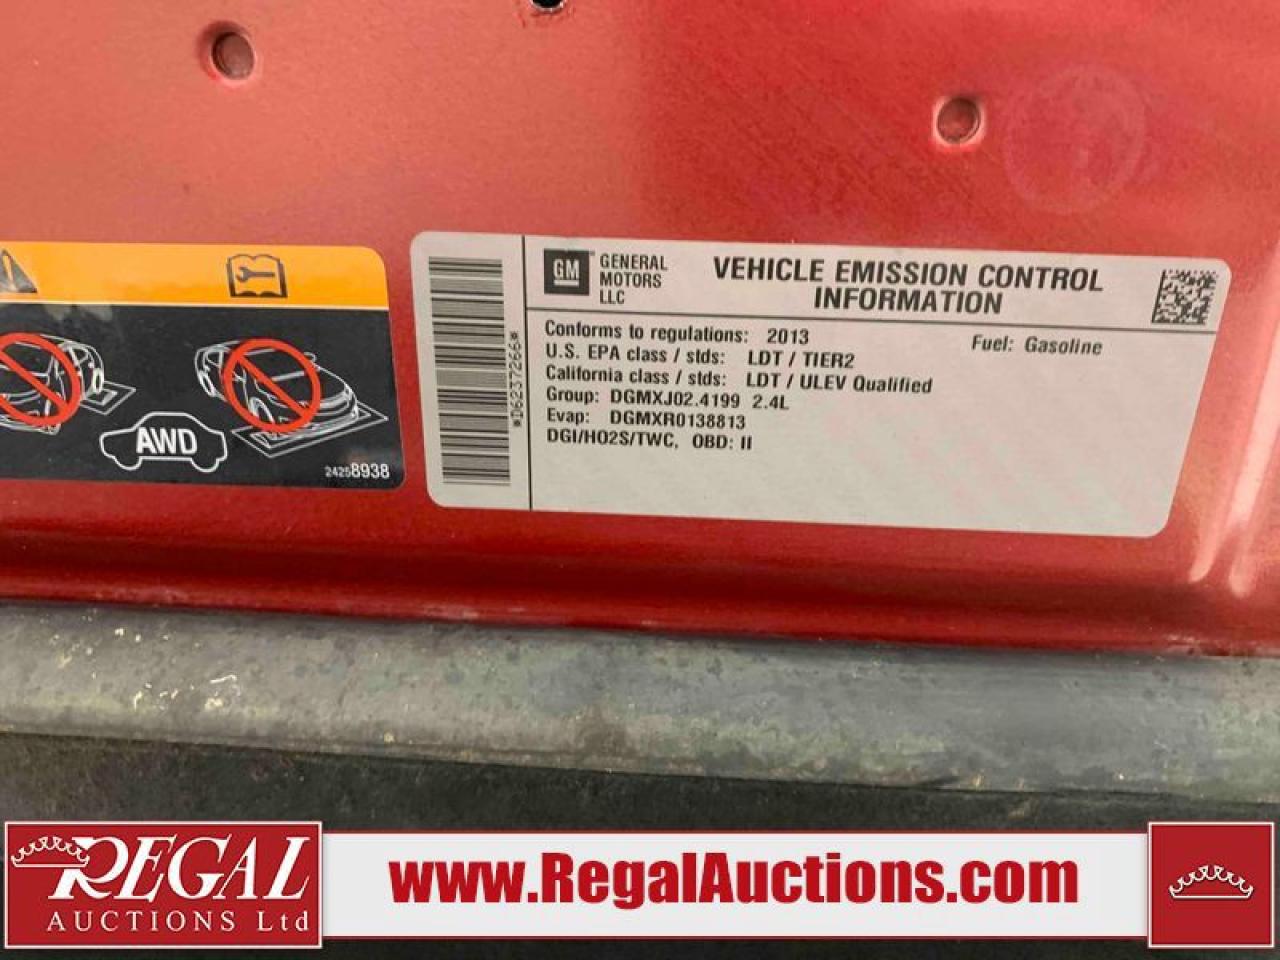 AWD
24258938
*D6237266*
GM
GENERAL
MOTORS
LLC
VEHICLE EMISSION CONTROL
INFORMATION
Conforms to regulations: 2013
Fuel: Gasoline
U.S. EPA class / stds: LDT / TIER2
California class / stds: LDT / ULEV Qualified
Group: DGMXJ02.4199 2.4L
Evap: DGMXR0138813
DGI/HO2S/TWC, OBD: II
REGAL
AUCTIONS Ltd
www.RegalAuctions.com